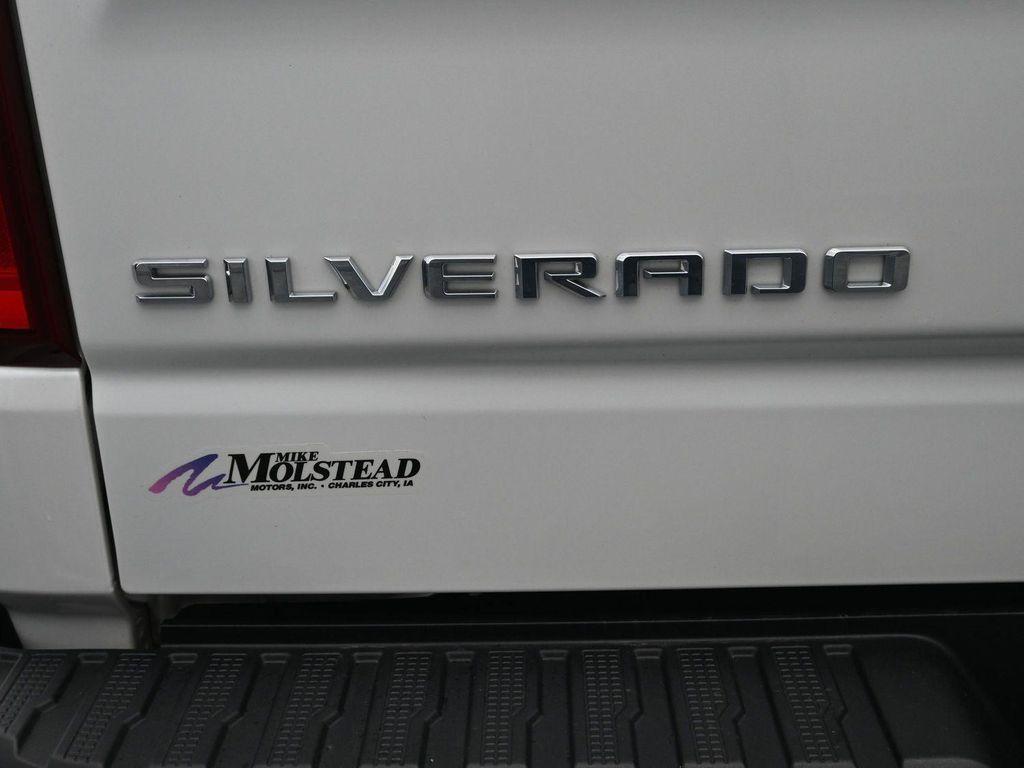 SILVERADO
MIKE
MOLSTEAD
MOTORS, INC. • CHARLES CITY, IA